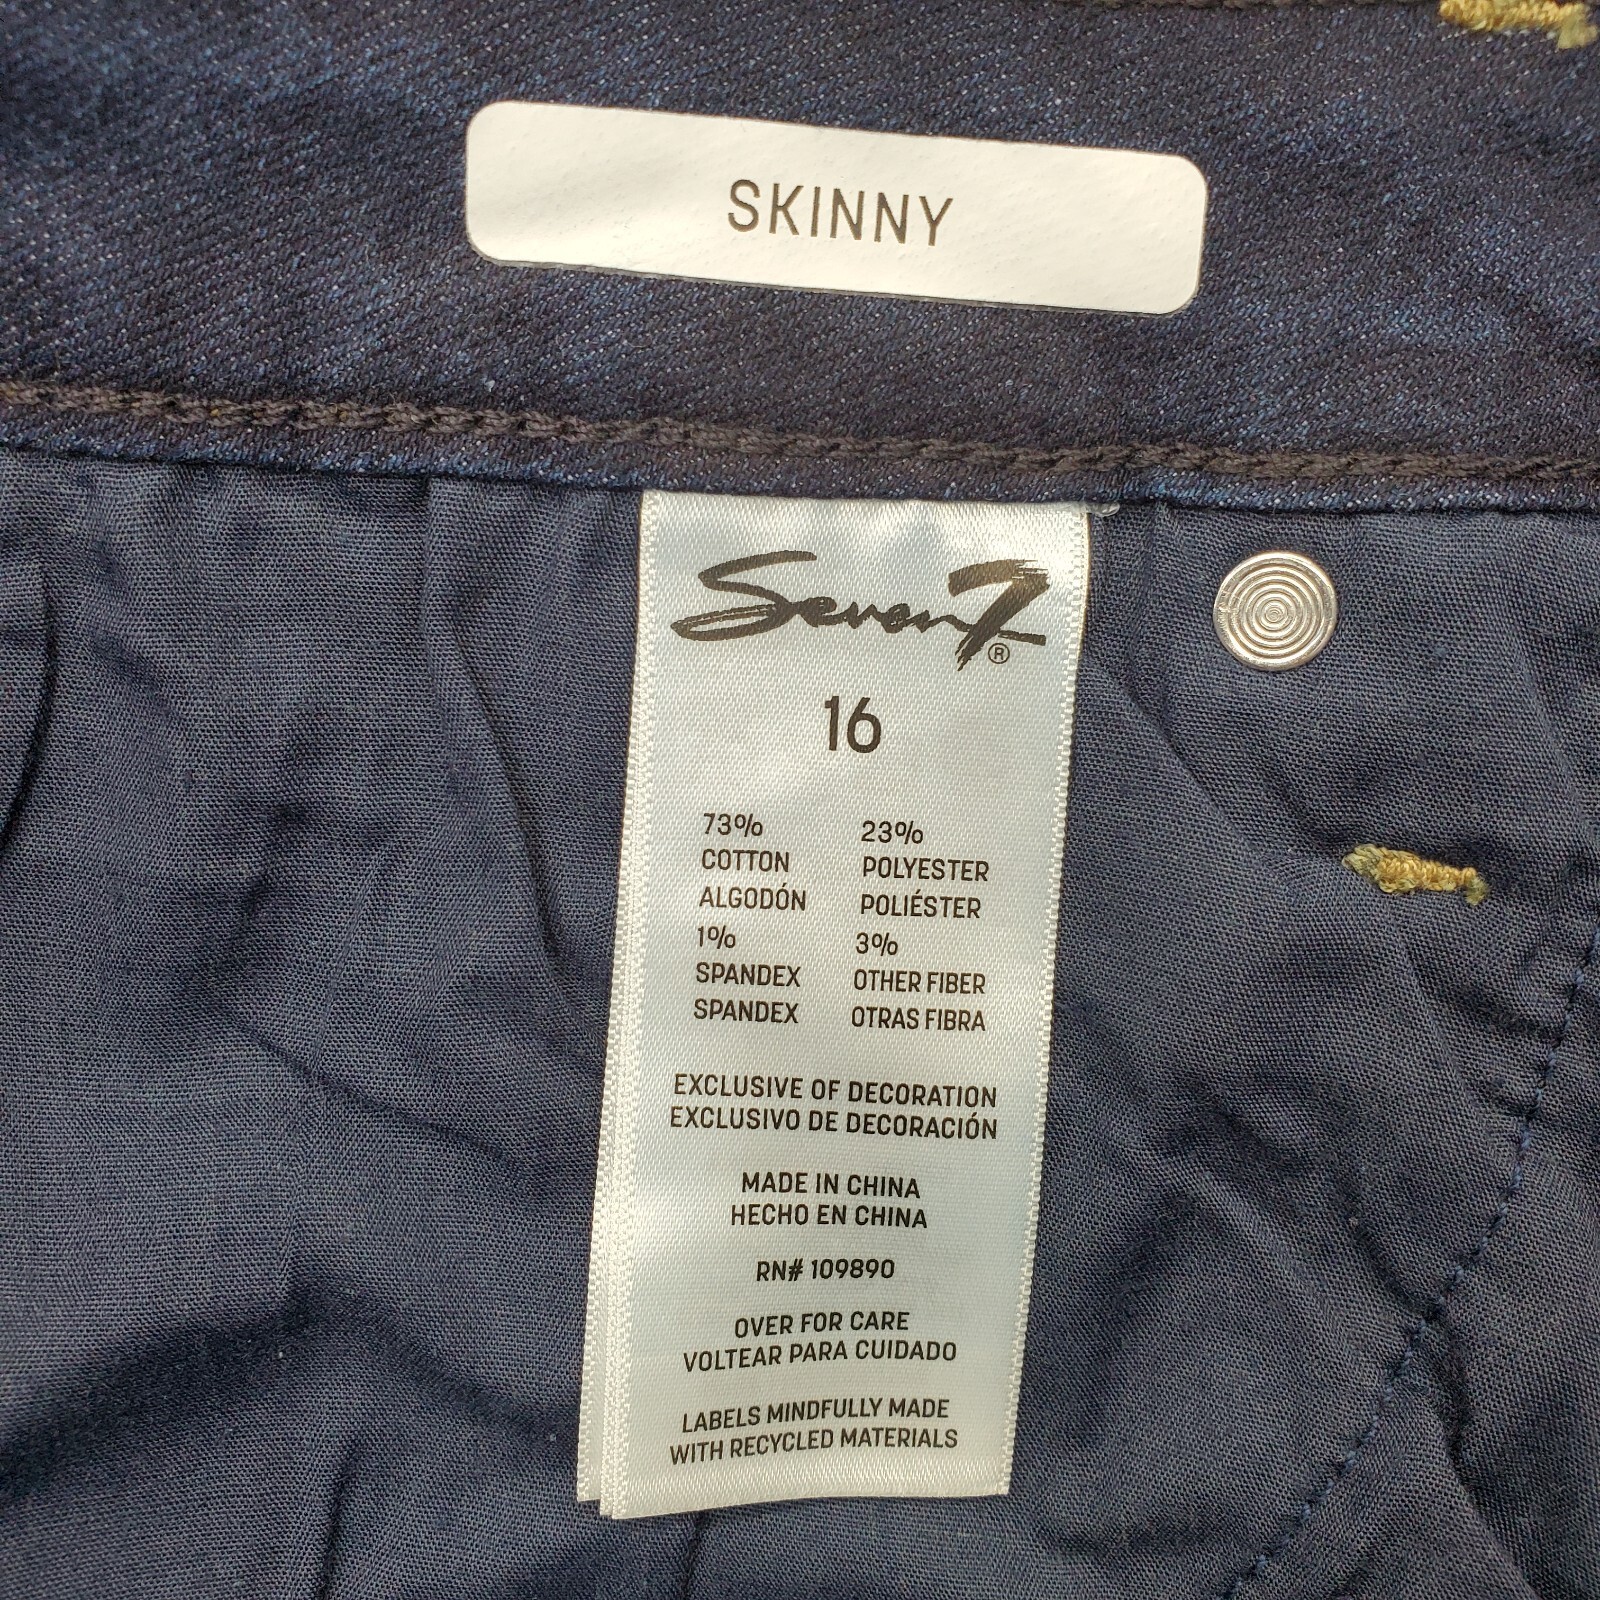 SKINNY
Seven7®
16
73% 23%
COTTON POLYESTER
ALGODÓN POLIÉSTER
1% 3%
SPANDEX OTHER FIBER
SPANDEX OTRAS FIBRA
EXCLUSIVE OF DECORATION
EXCLUSIVO DE DECORACIÓN
MADE IN CHINA
HECHO EN CHINA
RN# 109890
OVER FOR CARE
VOLTEAR PARA CUIDADO
LABELS MINDFULLY MADE
WITH RECYCLED MATERIALS